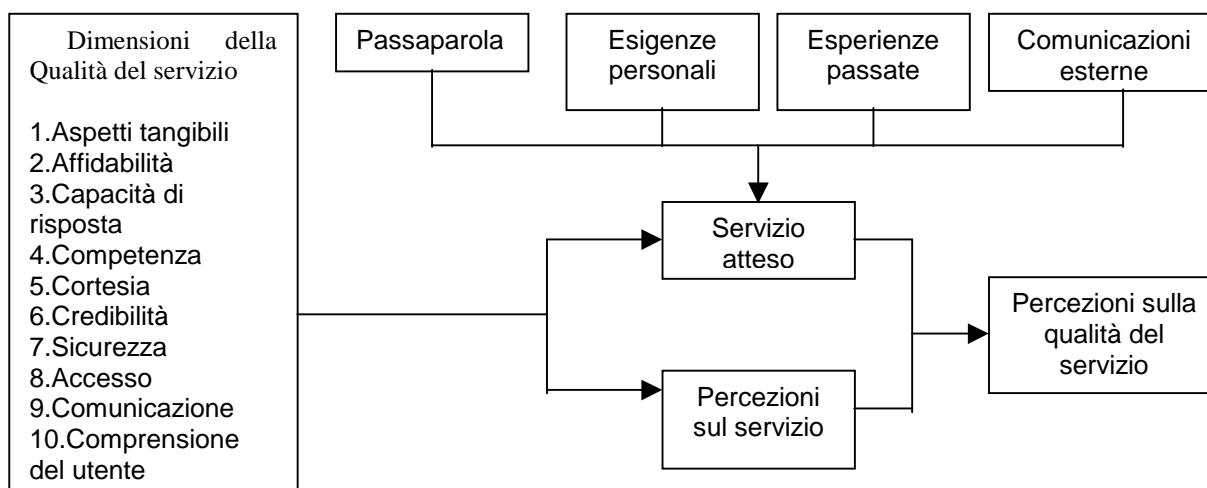 Dimensioni della
Qualità del servizio
1.Aspetti tangibili
2.Affidabilità
3.Capacità di
risposta
4.Competenza
5.Cortesia
6.Credibilità
7.Sicurezza
8.Accesso
9.Comunicazione
10.Comprensione
del utente
Passaparola
Esigenze
personali
Esperienze
passate
Comunicazioni
esterne
Servizio
atteso
Percezioni
sul servizio
Percezioni sulla
qualità del
servizio